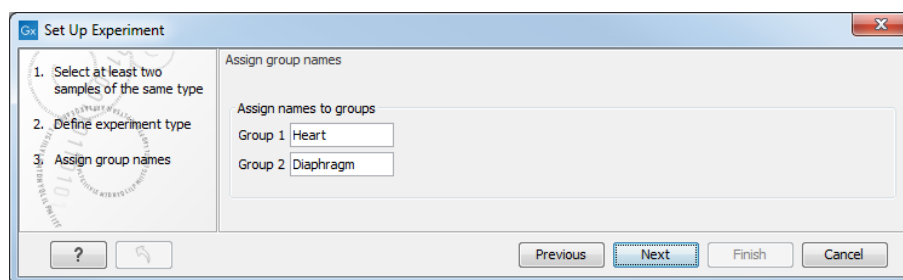 Gx Set Up Experiment
1. Select at least two
samples of the same type
2. Define experiment type
3. Assign group names
Assign group names
Assign names to groups
Group 1 Heart
Group 2 Diaphragm
? Previous Next Finish Cancel